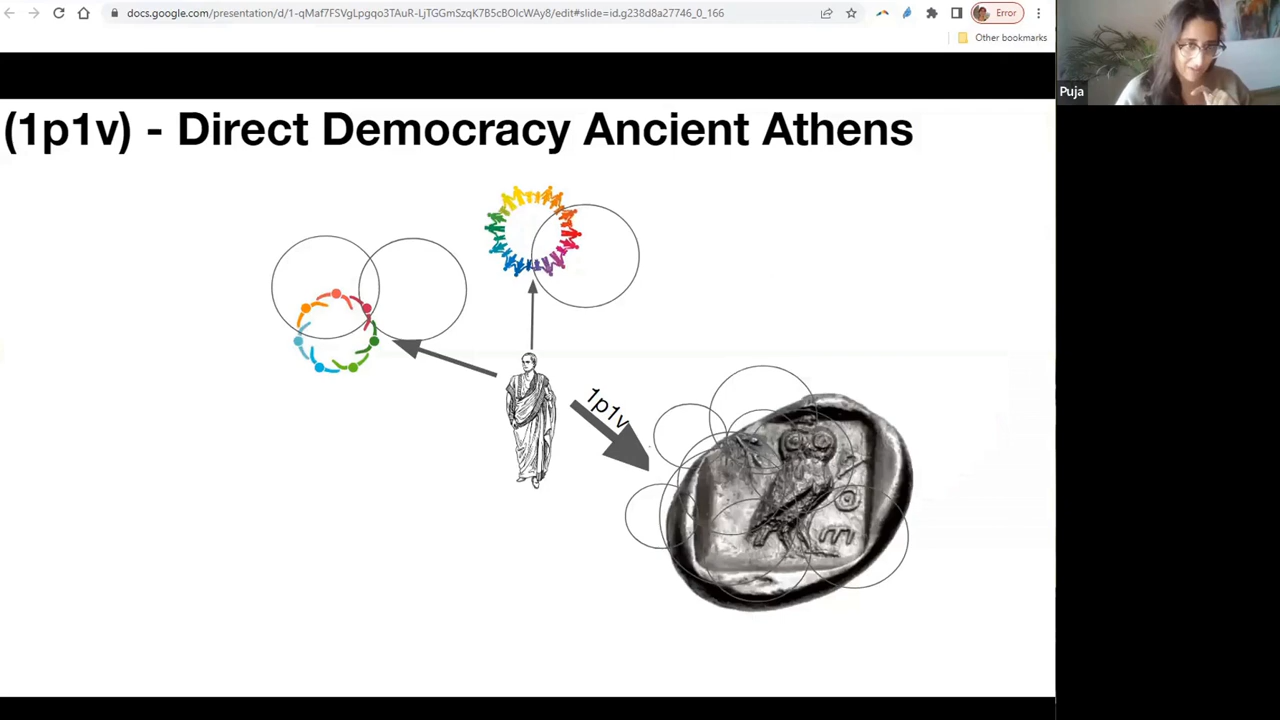 docs.google.com/presentation/d/1-qMaf7FSVgLpgqo3TAuR-LjTGGmSzqK7B5cBOIcWAy8/edit#slide=id.g238d8a27746_0_166
Error
Other bookmarks
Puja
(1p1v) - Direct Democracy Ancient Athens
1p1v